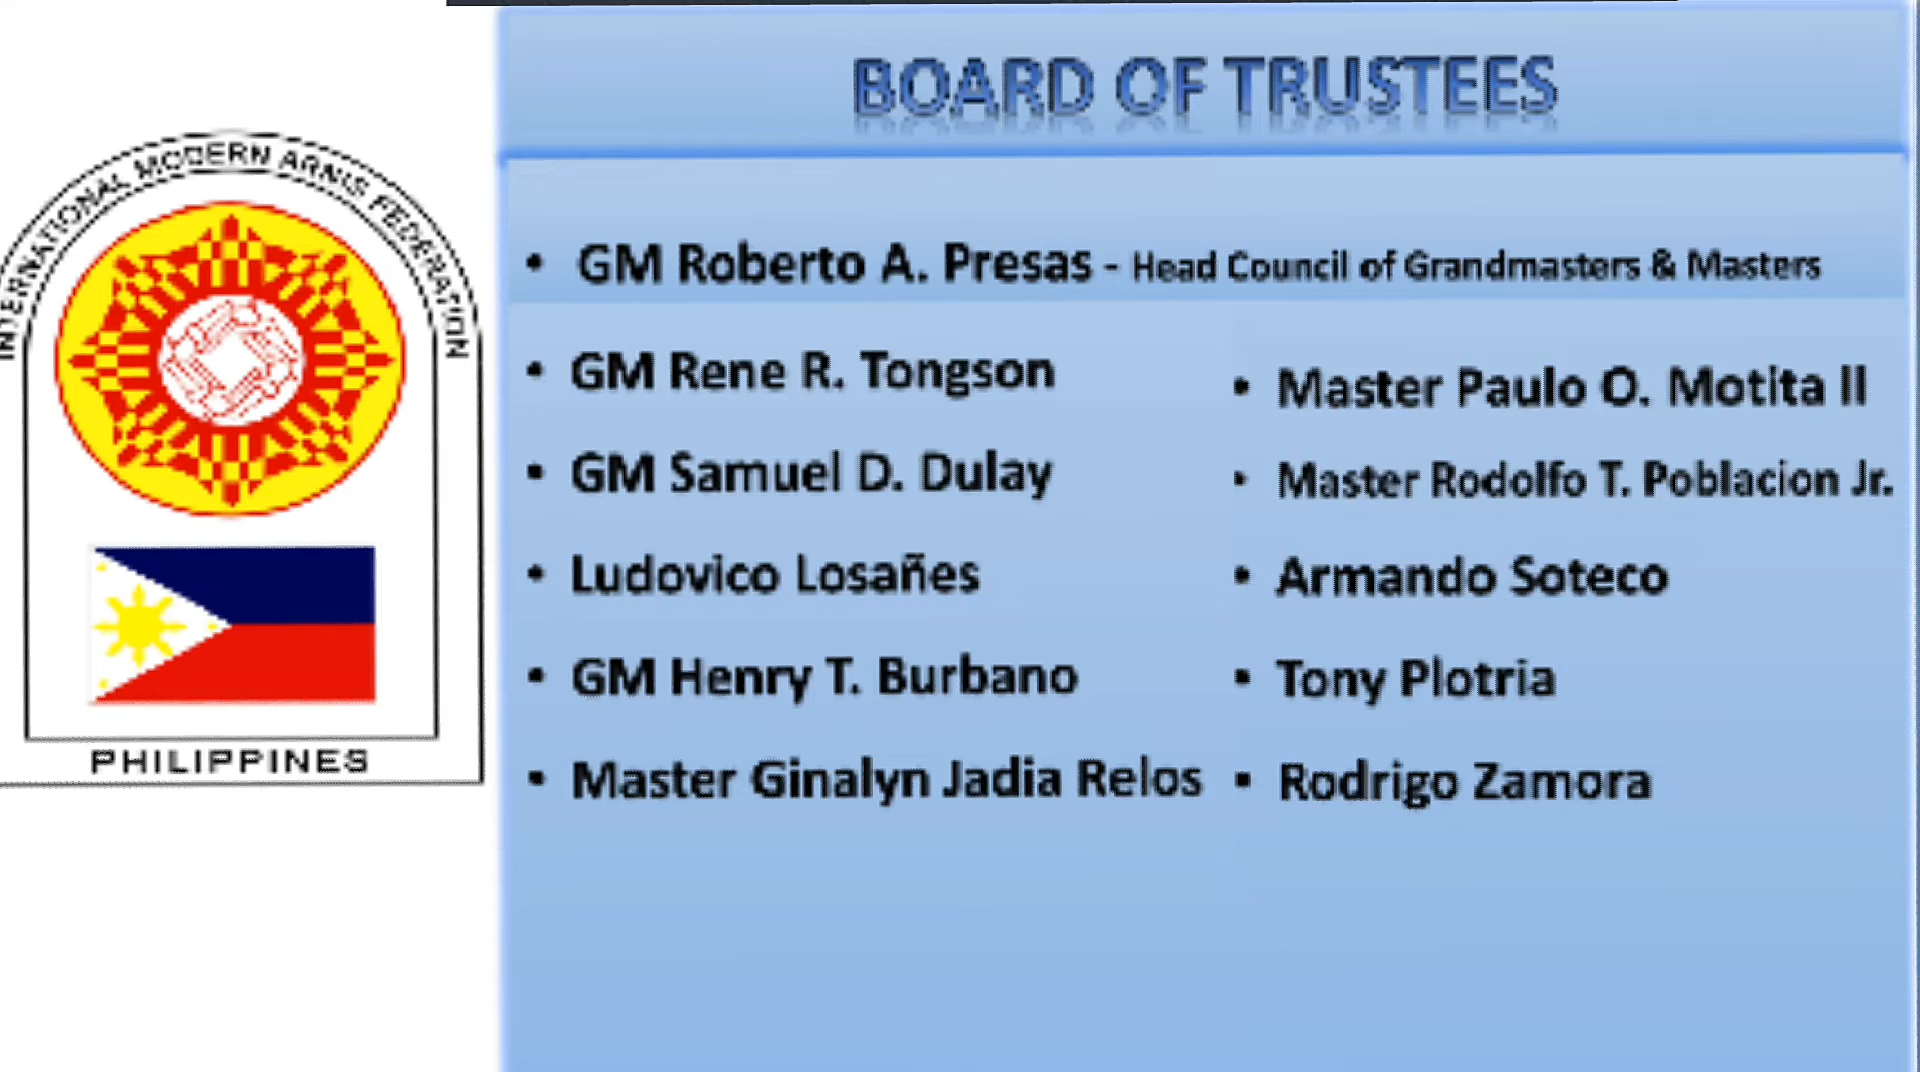 BOARD OF TRUSTEES
INTERNATIONAL MODERN ARNIS FEDERATION
PHILIPPINES
• GM Roberto A. Presas - Head Council of Grandmasters & Masters
• GM Rene R. Tongson
• GM Samuel D. Dulay
• Ludovico Losañes
• GM Henry T. Burbano
• Master Ginalyn Jadia Relos
• Master Paulo O. Motita II
• Master Rodolfo T. Poblacion Jr.
• Armando Soteco
• Tony Plotria
• Rodrigo Zamora